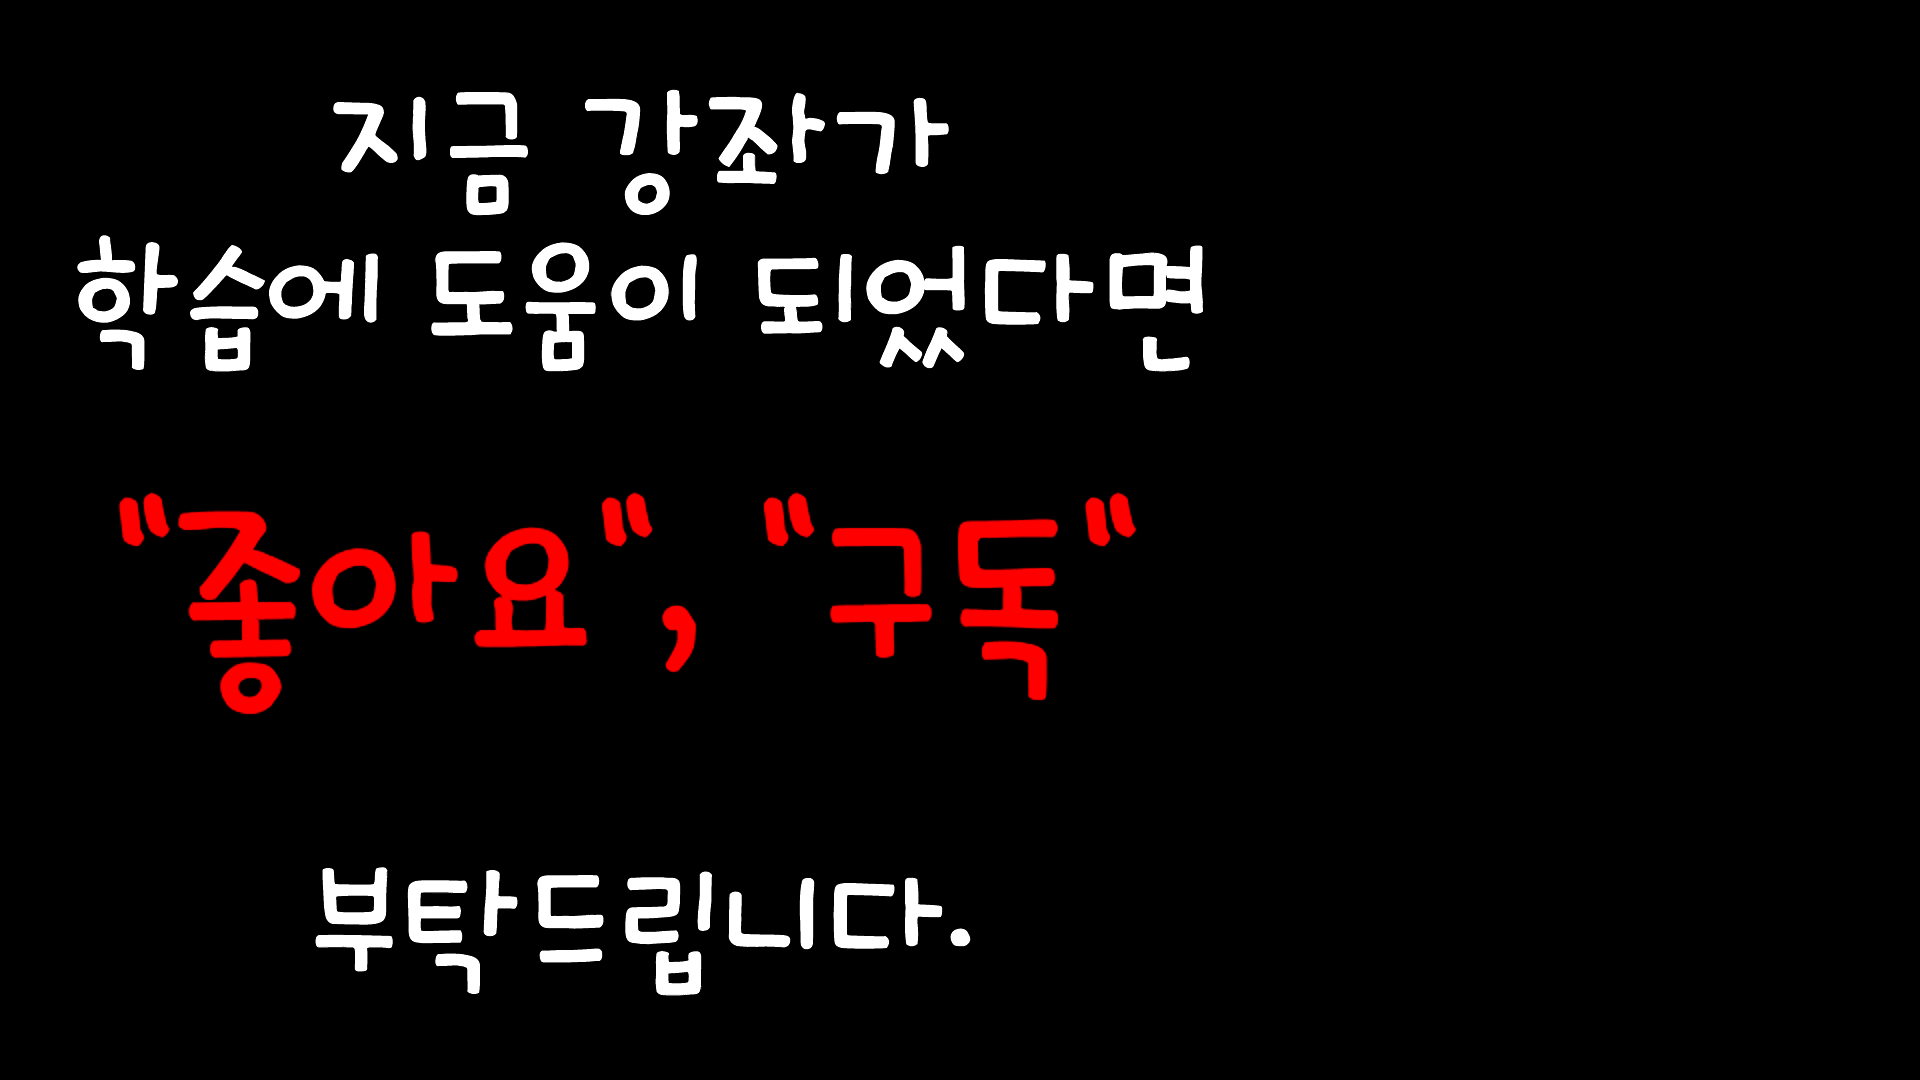 지금 강좌가
학습에 도움이 되었다면
"좋아요", "구독"
부탁드립니다.